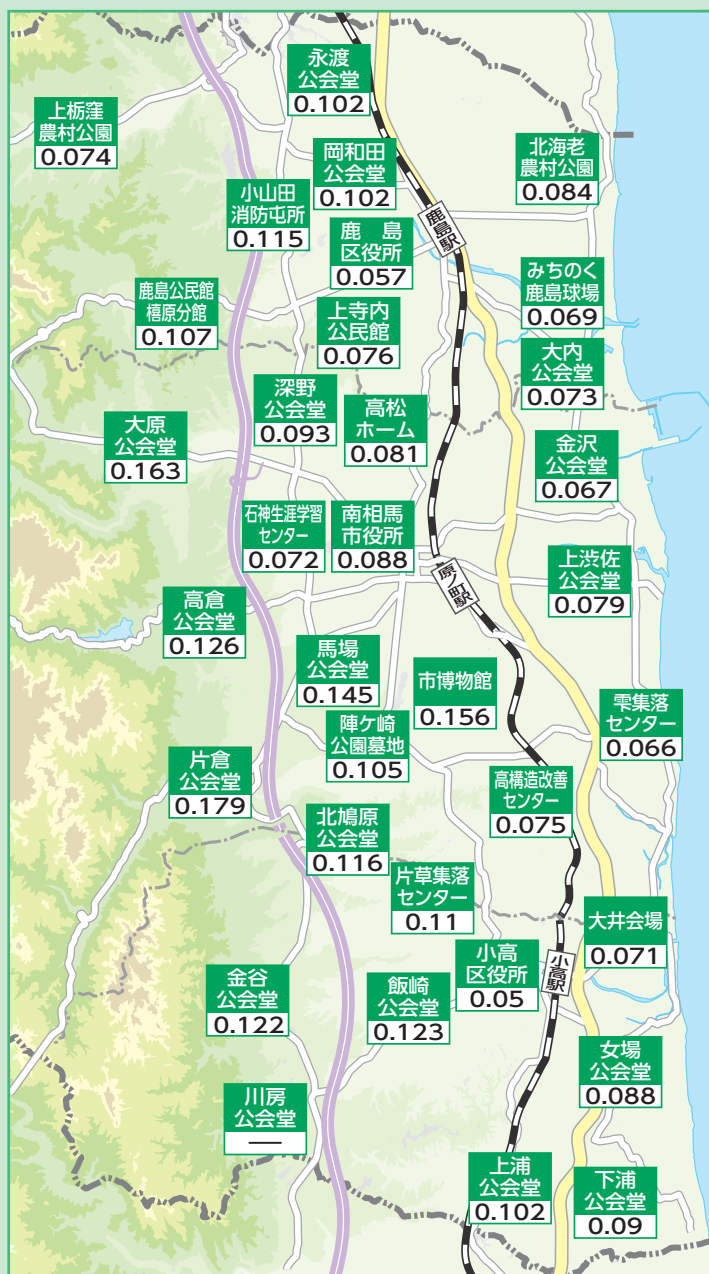 永渡
公会堂
0.102
上栃窪
農村公園
0.074
岡和田
公会堂
0.102
北海老
農村公園
0.084
小山田
消防屯所
0.115
鹿島駅
鹿　島
区役所
0.057
みちのく
鹿島球場
0.069
鹿島公民館
橲原分館
0.107
上寺内
公民館
0.076
大内
公会堂
0.073
深野
公会堂
0.093
高松
ホーム
0.081
大原
公会堂
0.163
金沢
公会堂
0.067
石神生涯学習
センター
0.072
南相馬
市役所
0.088
原ノ町駅
上渋佐
公会堂
0.079
高倉
公会堂
0.126
馬場
公会堂
0.145
市博物館
0.156
雫集落
センター
0.066
陣ケ崎
公園墓地
0.105
片倉
公会堂
0.179
高構造改善
センター
0.075
北鳩原
公会堂
0.116
片草集落
センター
0.11
大井会場
0.071
小高
区役所
0.05
小高駅
金谷
公会堂
0.122
飯崎
公会堂
0.123
女場
公会堂
0.088
川房
公会堂
—
上浦
公会堂
0.102
下浦
公会堂
0.09